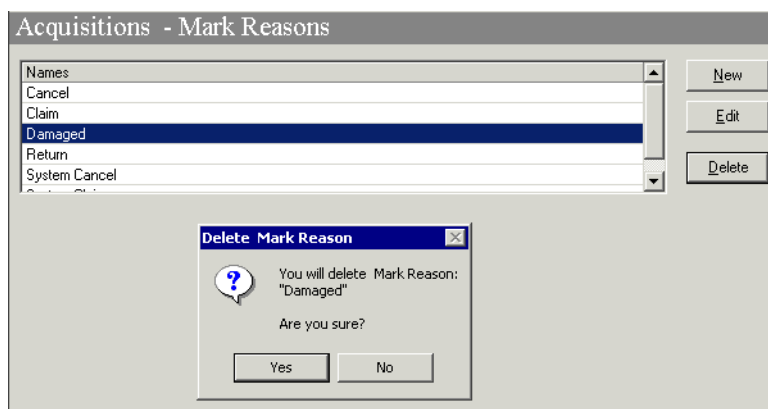 Acquisitions - Mark Reasons
Names
Cancel
Claim
Damaged
Return
System Cancel
New
Edit
Delete
Delete Mark Reason
You will delete Mark Reason:
"Damaged"
Are you sure?
Yes
No